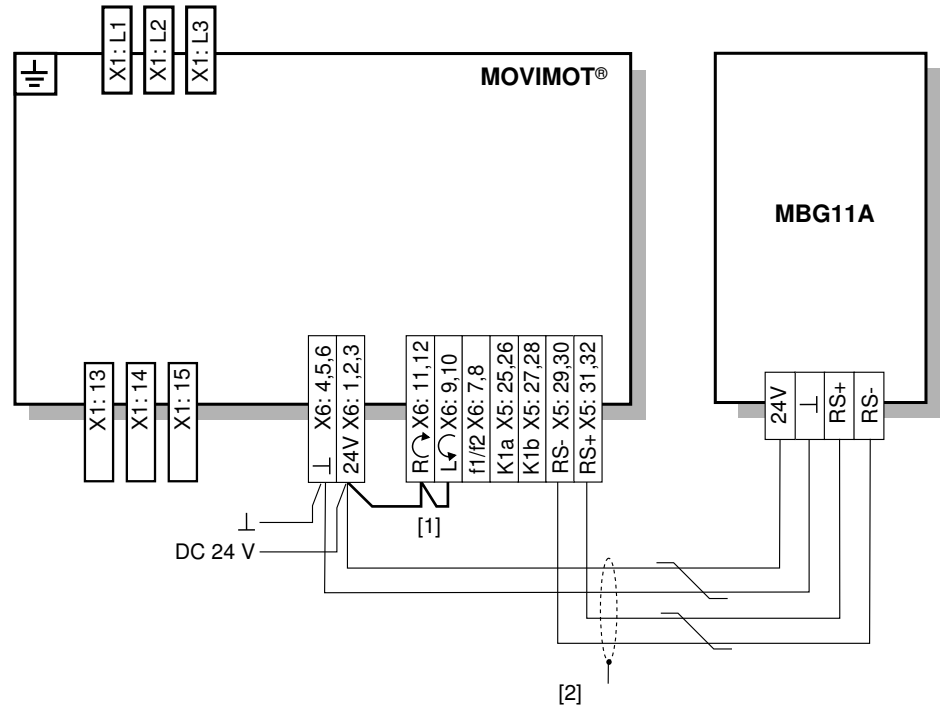 X1: L1
X1: L2
X1: L3
MOVIMOT®
MBG11A
X1: 13
X1: 14
X1: 15
⊥ X6: 4,5,6
24V X6: 1,2,3
R X6: 11,12
L X6: 9,10
f1/f2 X6: 7,8
K1a X5: 25,26
K1b X5: 27,28
RS- X5: 29,30
RS+ X5: 31,32
24V
⊥
RS+
RS-
[1]
⊥
DC 24 V
[2]